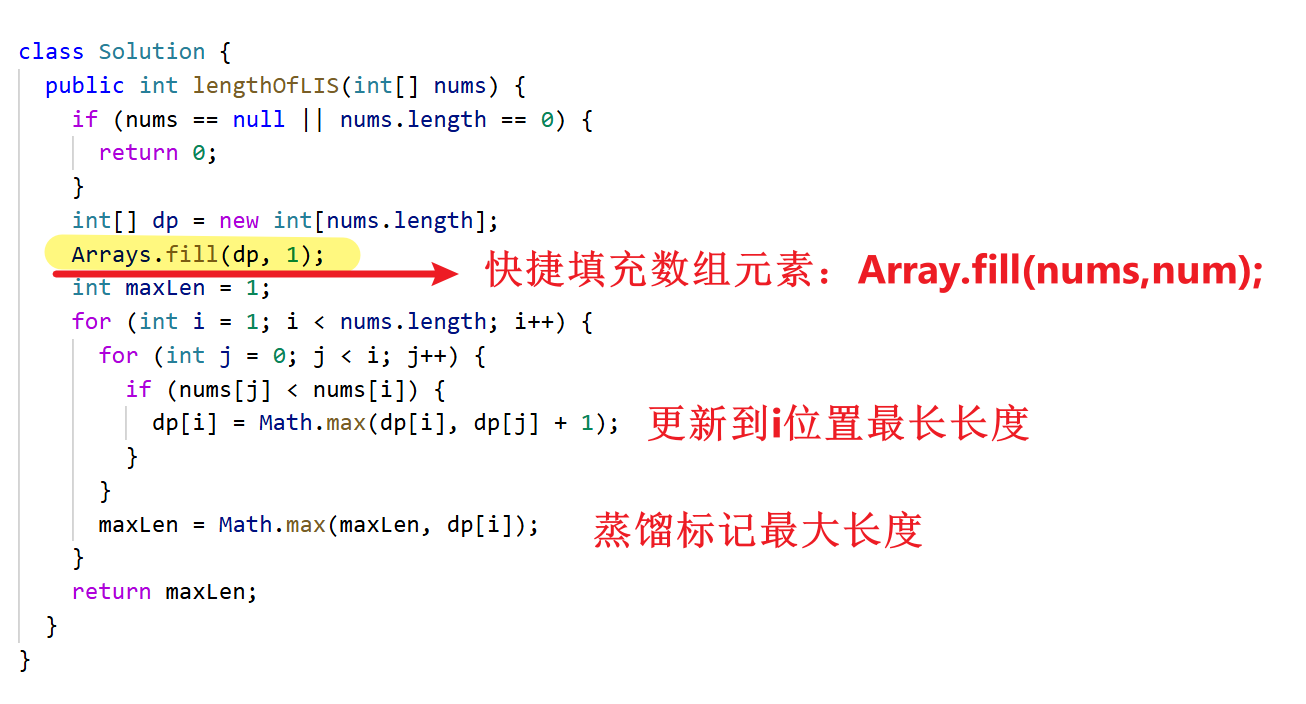 class Solution {
public int lengthOfLIS(int[] nums) {
if (nums == null || nums.length == 0) {
return 0;
}
int[] dp = new int[nums.length];
Arrays.fill(dp, 1);
快捷填充数组元素：Array.fill(nums,num);
int maxLen = 1;
for (int i = 1; i < nums.length; i++) {
for (int j = 0; j < i; j++) {
if (nums[j] < nums[i]) {
dp[i] = Math.max(dp[i], dp[j] + 1); 更新到i位置最长长度
}
}
maxLen = Math.max(maxLen, dp[i]); 蒸馏标记最大长度
}
return maxLen;
}
}